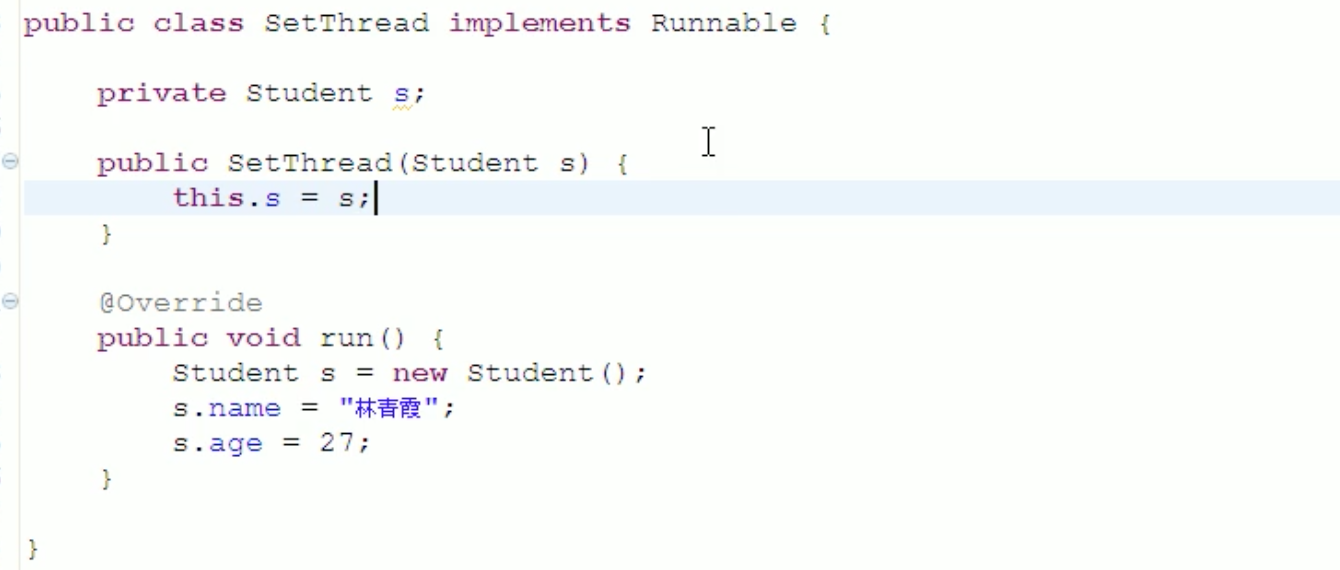 public class SetThread implements Runnable {
private Student s;
public SetThread(Student s) {
this.s = s;
}
@Override
public void run() {
Student s = new Student();
s.name = "林青霞";
s.age = 27;
}
}